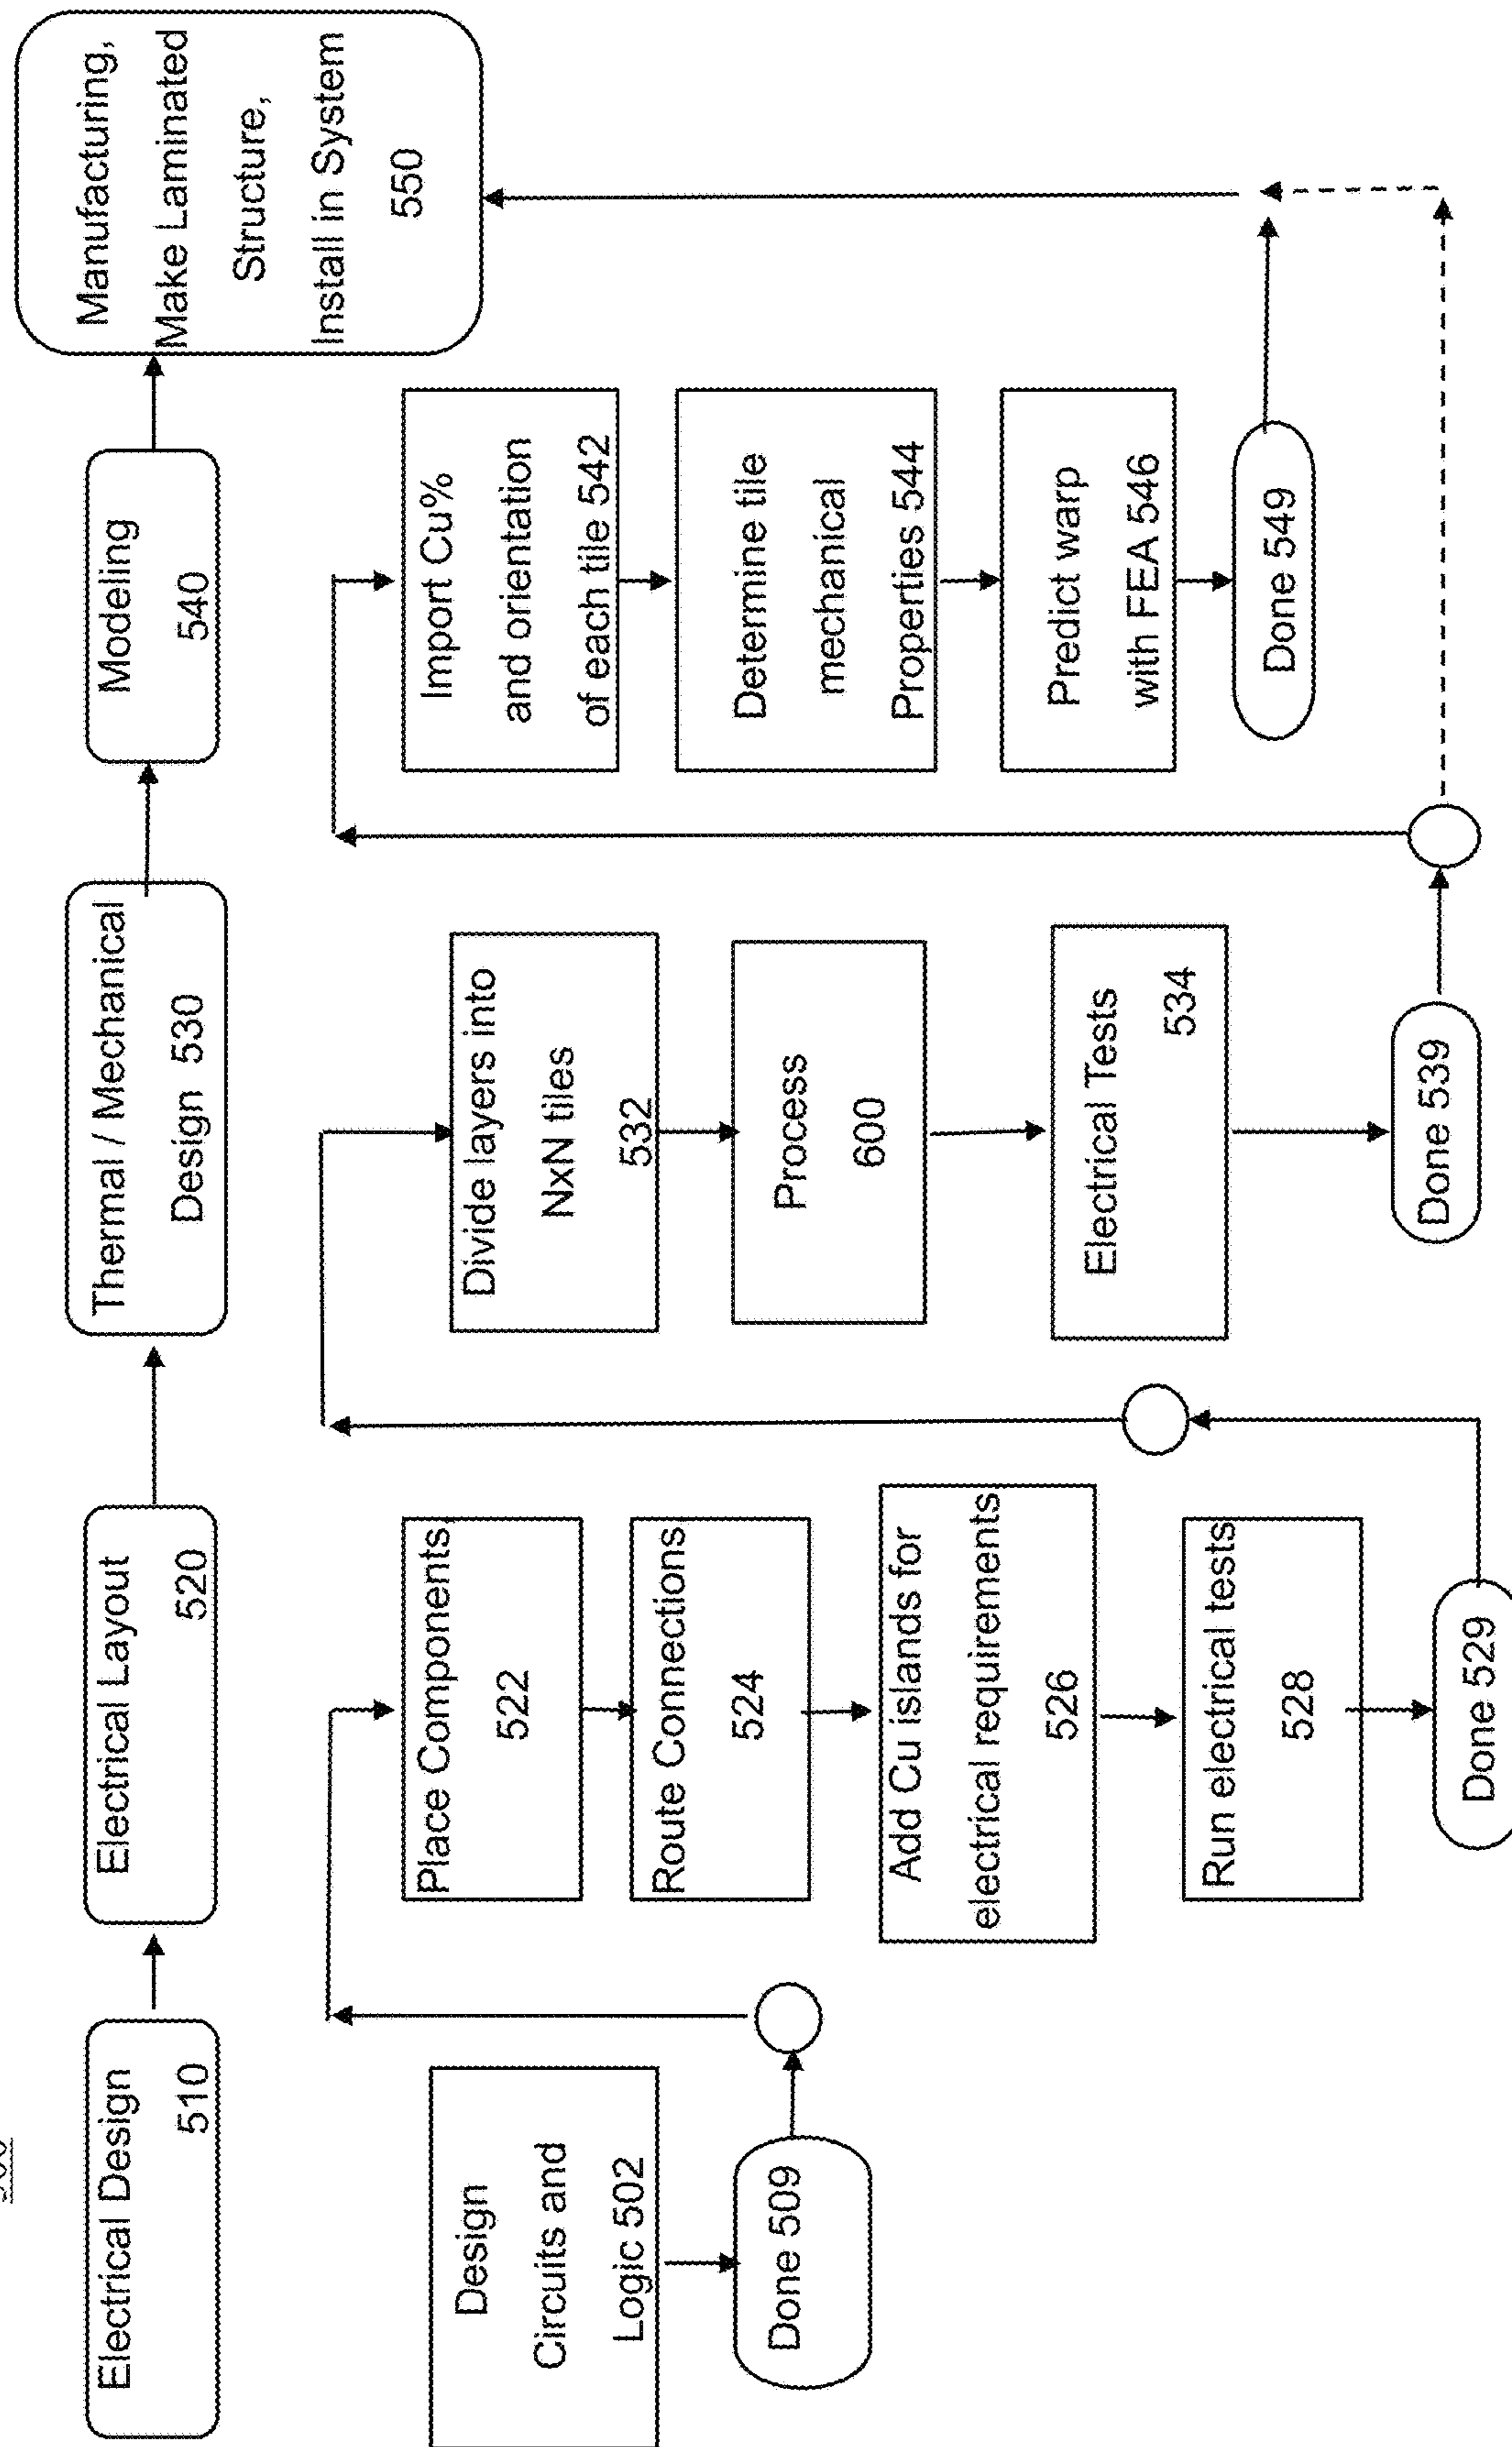 Electrical Design
510
Electrical Layout
520
Thermal / Mechanical
Design 530
Modeling
540
Manufacturing,
Make Laminated
Structure,
Install in System
550
Design
Circuits and
Logic 502
Done 509
Place Components
522
Route Connections
524
Add Cu islands for
electrical requirements
526
Run electrical tests
528
Done 529
Divide layers into
NxN tiles
532
Process
600
Electrical Tests
534
Done 539
Import Cu%
and orientation
of each tile 542
Determine tile
mechanical
Properties 544
Predict warp
with FEA 546
Done 549